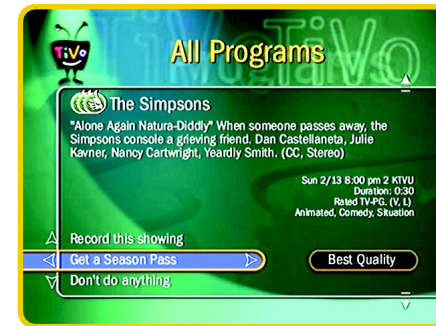 TiVo
All Programs
The Simpsons
"Alone Again Natura-Diddly" When someone passes away, the
Simpsons console a grieving friend. Dan Castellaneta, Julie
Kavner, Nancy Cartwright, Yeardly Smith. (CC, Stereo)
Sun 2/13 8:00 pm 2 KTVU
Duration: 0:30
Rated TV-PG. (V, L)
Animated, Comedy, Situation
Record this showing
Get a Season Pass
Best Quality
Don't do anything